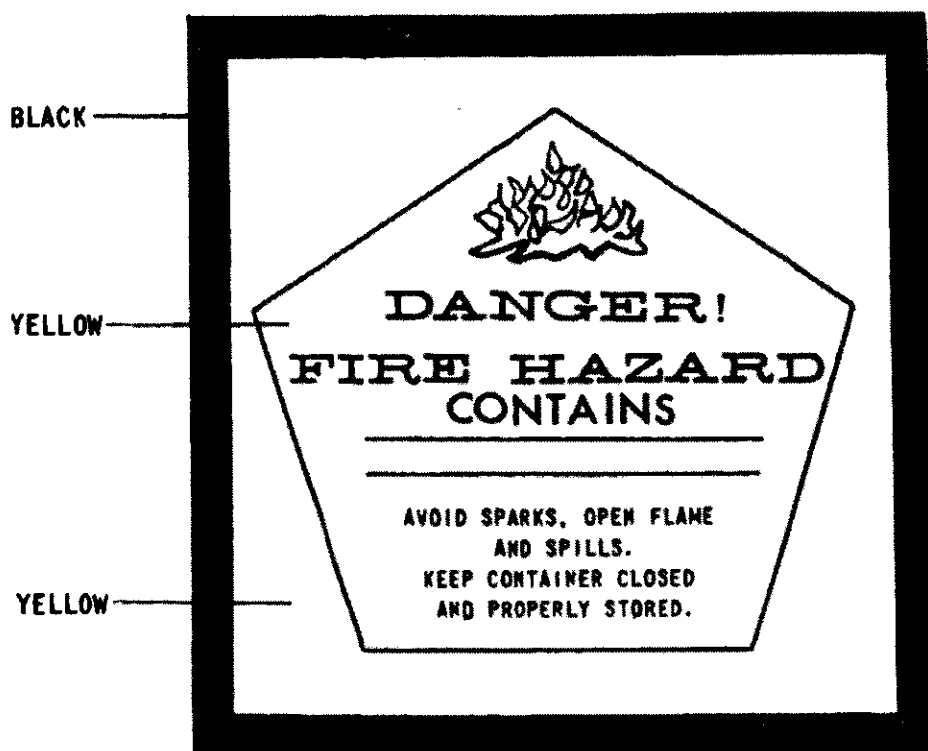 BLACK
YELLOW
DANGER!
FIRE HAZARD
CONTAINS
AVOID SPARKS, OPEN FLAME
AND SPILLS.
KEEP CONTAINER CLOSED
AND PROPERLY STORED.
YELLOW